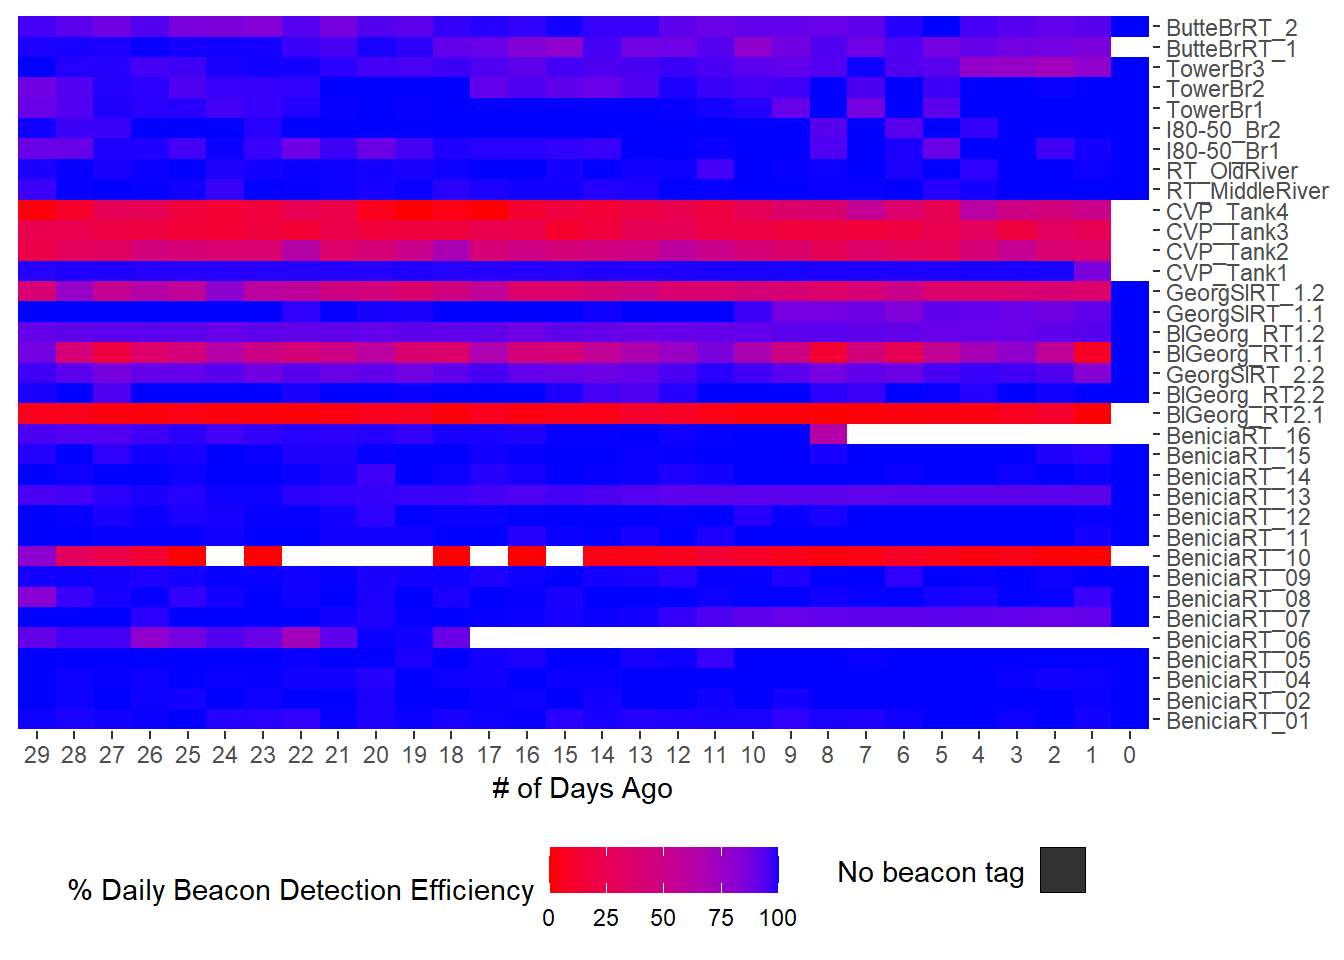 ButteBrRT_2
ButteBrRT_1
TowerBr3
TowerBr2
TowerBr1
I80-50_Br2
I80-50_Br1
RT_OldRiver
RT_MiddleRiver
CVP_Tank4
CVP_Tank3
CVP_Tank2
CVP_Tank1
GeorgSlRT_1.2
GeorgSlRT_1.1
BlGeorg_RT1.2
BlGeorg_RT1.1
GeorgSlRT_2.2
BlGeorg_RT2.2
BlGeorg_RT2.1
BeniciaRT_16
BeniciaRT_15
BeniciaRT_14
BeniciaRT_13
BeniciaRT_12
BeniciaRT_11
BeniciaRT_10
BeniciaRT_09
BeniciaRT_08
BeniciaRT_07
BeniciaRT_06
BeniciaRT_05
BeniciaRT_04
BeniciaRT_02
BeniciaRT_01
29 28 27 26 25 24 23 22 21 20 19 18 17 16 15 14 13 12 11 10 9 8 7 6 5 4 3 2 1 0
# of Days Ago
% Daily Beacon Detection Efficiency
0 25 50 75 100
No beacon tag